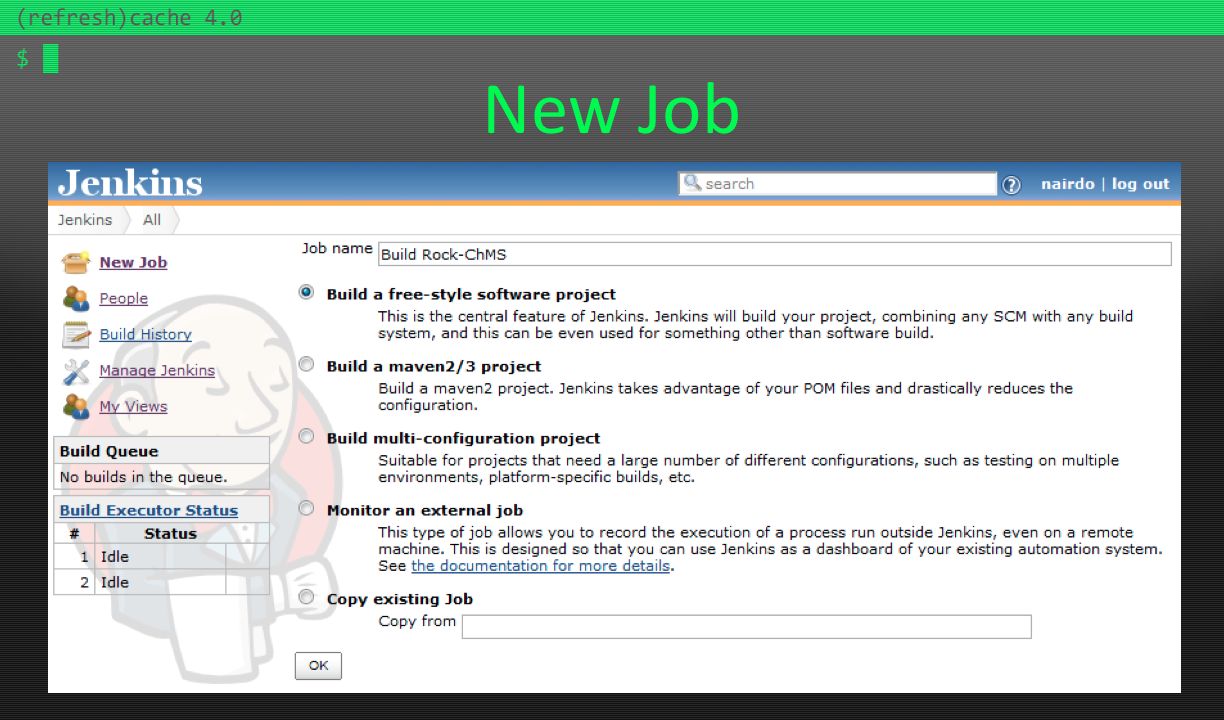 (refresh)cache 4.0
$
New Job
Jenkins
search
nairdo | log out
Jenkins
All
New Job
People
Build History
Manage Jenkins
My Views
Build Queue
No builds in the queue.
Build Executor Status
# Status
1 Idle
2 Idle
Job name Build Rock-ChMS
Build a free-style software project
This is the central feature of Jenkins. Jenkins will build your project, combining any SCM with any build
system, and this can be even used for something other than software build.
Build a maven2/3 project
Build a maven2 project. Jenkins takes advantage of your POM files and drastically reduces the
configuration.
Build multi-configuration project
Suitable for projects that need a large number of different configurations, such as testing on multiple
environments, platform-specific builds, etc.
Monitor an external job
This type of job allows you to record the execution of a process run outside Jenkins, even on a remote
machine. This is designed so that you can use Jenkins as a dashboard of your existing automation system.
See the documentation for more details.
Copy existing Job
Copy from
OK